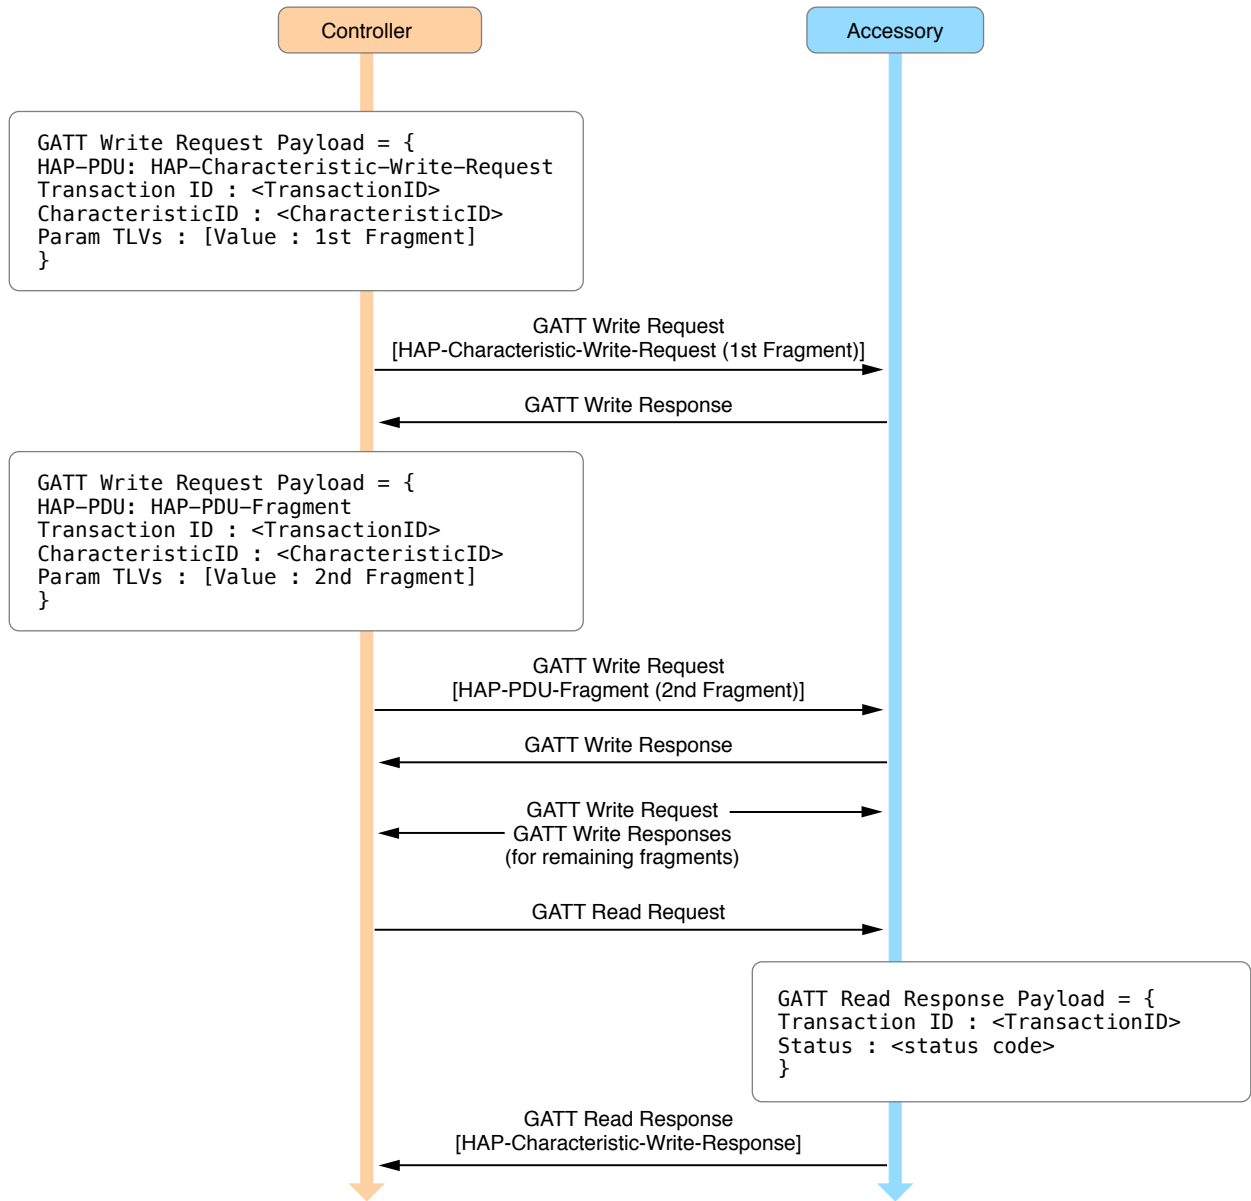 Controller
Accessory
GATT Write Request Payload = {
HAP-PDU: HAP-Characteristic-Write-Request
Transaction ID : <TransactionID>
CharacteristicID : <CharacteristicID>
Param TLVs : [Value : 1st Fragment]
}
GATT Write Request
[HAP-Characteristic-Write-Request (1st Fragment)]
GATT Write Response
GATT Write Request Payload = {
HAP-PDU: HAP-PDU-Fragment
Transaction ID : <TransactionID>
CharacteristicID : <CharacteristicID>
Param TLVs : [Value : 2nd Fragment]
}
GATT Write Request
[HAP-PDU-Fragment (2nd Fragment)]
GATT Write Response
GATT Write Request
GATT Write Responses
(for remaining fragments)
GATT Read Request
GATT Read Response Payload = {
Transaction ID : <TransactionID>
Status : <status code>
}
GATT Read Response
[HAP-Characteristic-Write-Response]